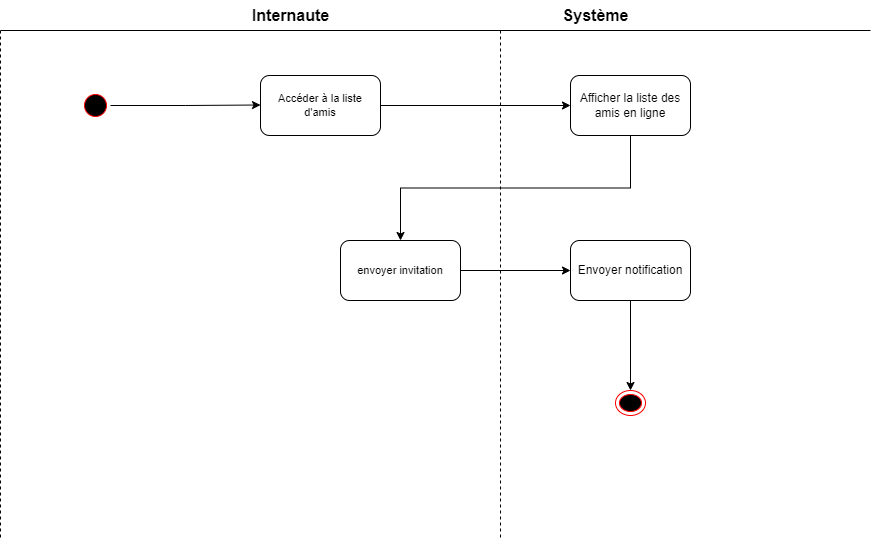 Internaute
Système
Accéder à la liste
d'amis
Afficher la liste des
amis en ligne
envoyer invitation
Envoyer notification